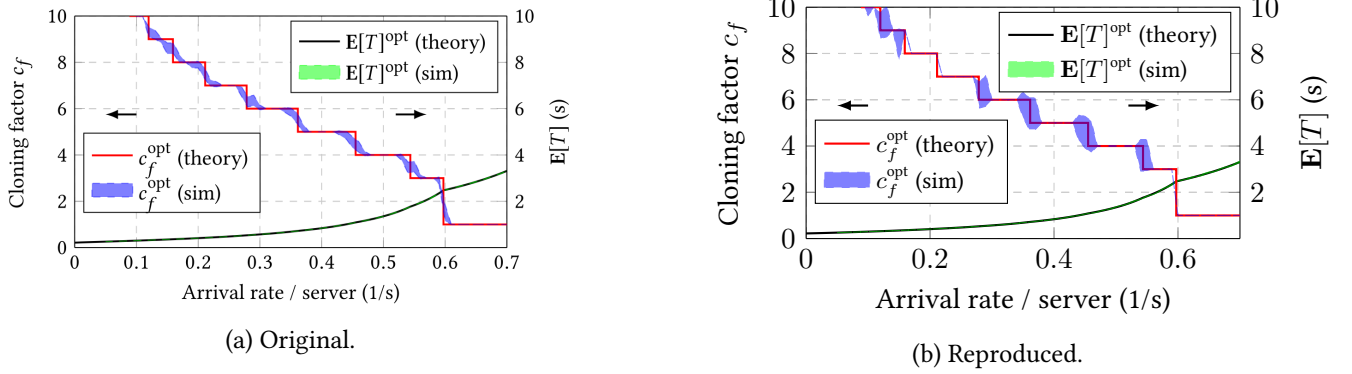 10
8
6
4
2
0
Cloning factor c_f
0
0.1
0.2
0.3
0.4
0.5
0.6
0.7
Arrival rate / server (1/s)
10
8
6
4
2
E[T] (s)
E[T]^opt (theory)
E[T]^opt (sim)
c_f^opt (theory)
c_f^opt (sim)
(a) Original.
10
8
6
4
2
0
Cloning factor c_f
0
0.2
0.4
0.6
Arrival rate / server (1/s)
10
8
6
4
2
E[T] (s)
E[T]^opt (theory)
E[T]^opt (sim)
c_f^opt (theory)
c_f^opt (sim)
(b) Reproduced.